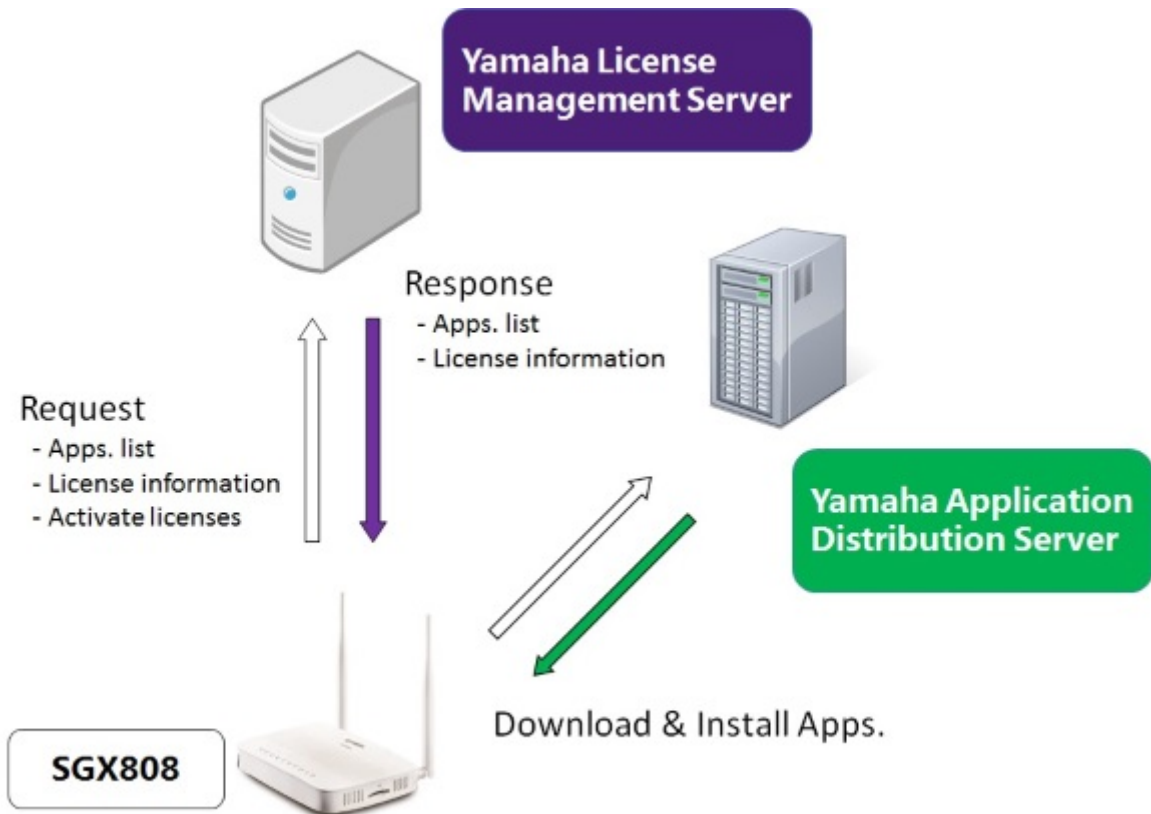 Yamaha License
Management Server
Response
- Apps. list
- License information
Request
- Apps. list
- License information
- Activate licenses
Yamaha Application
Distribution Server
Download & Install Apps.
SGX808